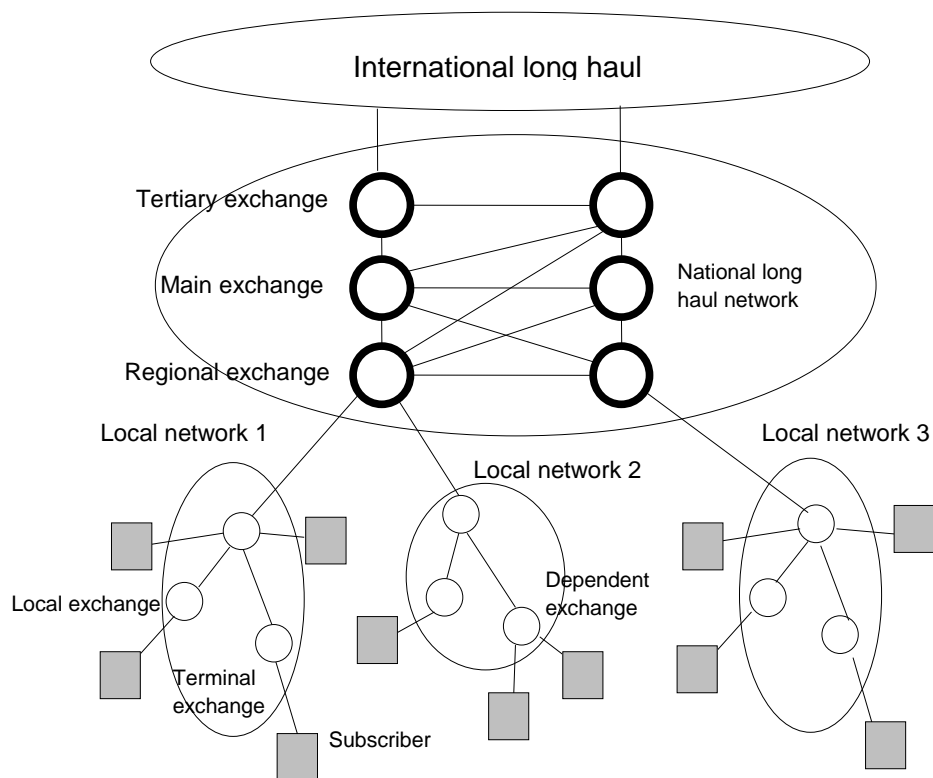 International long haul
Tertiary exchange
Main exchange
National long
haul network
Regional exchange
Local network 1
Local network 2
Local network 3
Local exchange
Dependent
exchange
Terminal
exchange
Subscriber